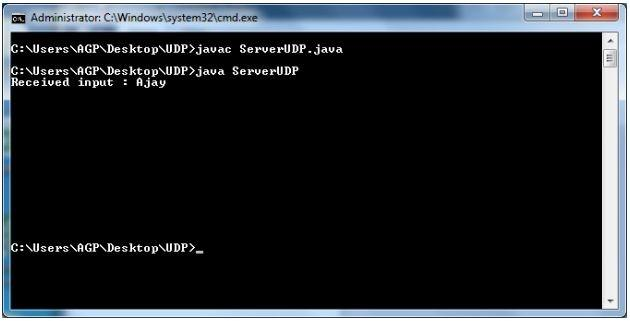 Administrator: C:\Windows\system32\cmd.exe
C:\Users\AGP\Desktop\UDP>javac ServerUDP.java
C:\Users\AGP\Desktop\UDP>java ServerUDP
Received input : Ajay
C:\Users\AGP\Desktop\UDP>_